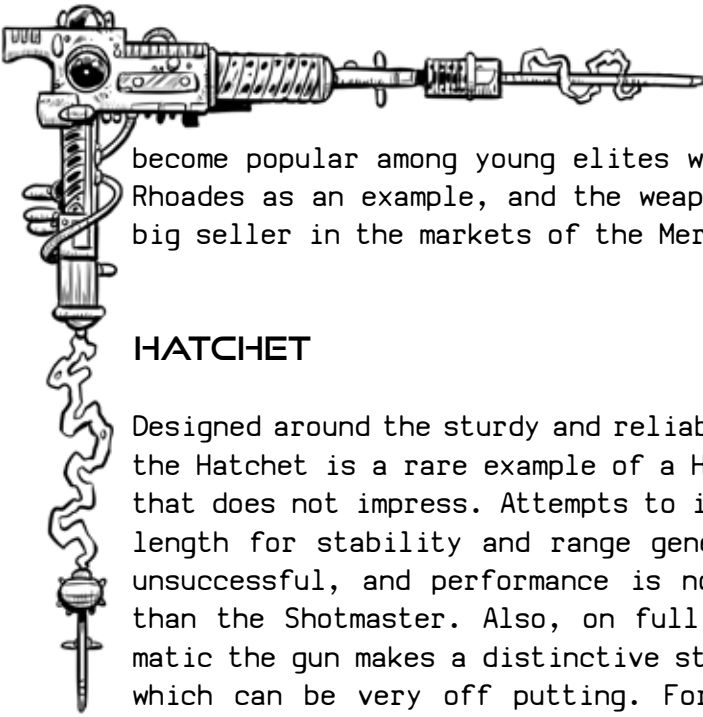 become popular among young elites w
Rhoades as an example, and the weap
big seller in the markets of the Mer
HATCHET
Designed around the sturdy and reliab
the Hatchet is a rare example of a H
that does not impress. Attempts to i
length for stability and range gene
unsuccessful, and performance is no
than the Shotmaster. Also, on full
matic the gun makes a distinctive st
which can be very off putting. For